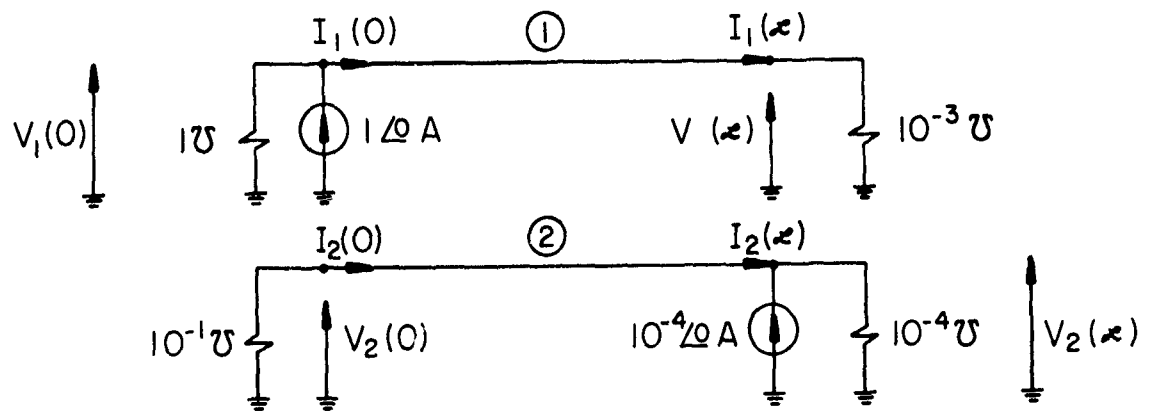 I₁(0) ① I₁(ℒ)
V₁(0) 1℧ 1∠0 A V (ℒ) 10⁻³ ℧
I₂(0) ② I₂(ℒ)
10⁻¹℧ V₂(0) 10⁻⁴∠0 A 10⁻⁴℧ V₂(ℒ)